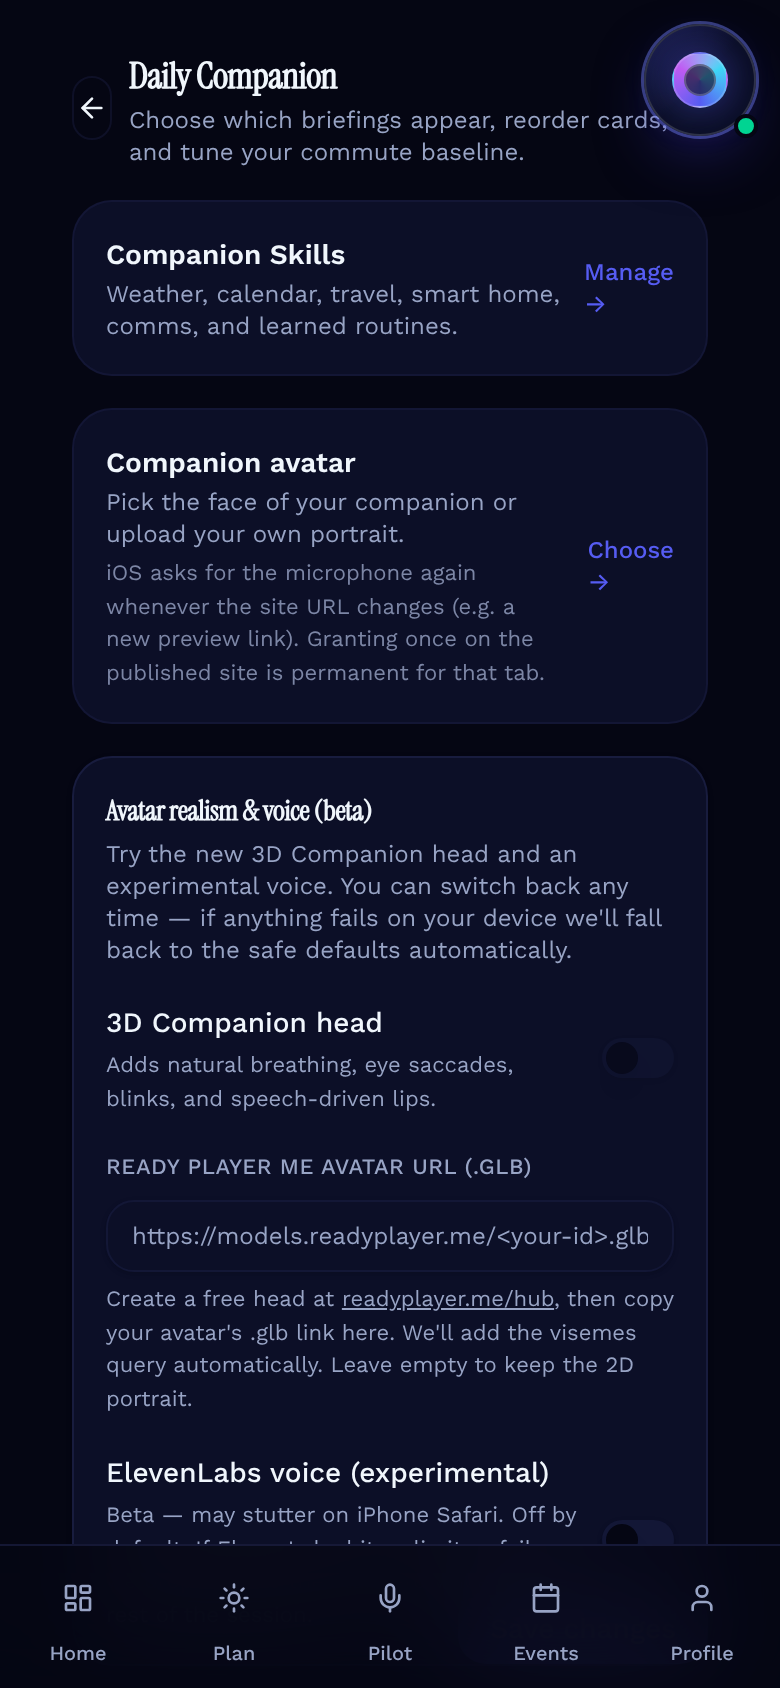 Daily Companion
Choose which briefings appear, reorder cards,
and tune your commute baseline.
Companion Skills
Weather, calendar, travel, smart home,
comms, and learned routines.
Manage
→
Companion avatar
Pick the face of your companion or
upload your own portrait.
iOS asks for the microphone again
whenever the site URL changes (e.g. a
new preview link). Granting once on the
published site is permanent for that tab.
Choose
→
Avatar realism & voice (beta)
Try the new 3D Companion head and an
experimental voice. You can switch back any
time — if anything fails on your device we'll fall
back to the safe defaults automatically.
3D Companion head
Adds natural breathing, eye saccades,
blinks, and speech-driven lips.
READY PLAYER ME AVATAR URL (.GLB)
https://models.readyplayer.me/<your-id>.glb
Create a free head at readyplayer.me/hub, then copy
your avatar's .glb link here. We'll add the visemes
query automatically. Leave empty to keep the 2D
portrait.
ElevenLabs voice (experimental)
Beta — may stutter on iPhone Safari. Off by
Home
Plan
Pilot
Events
Profile